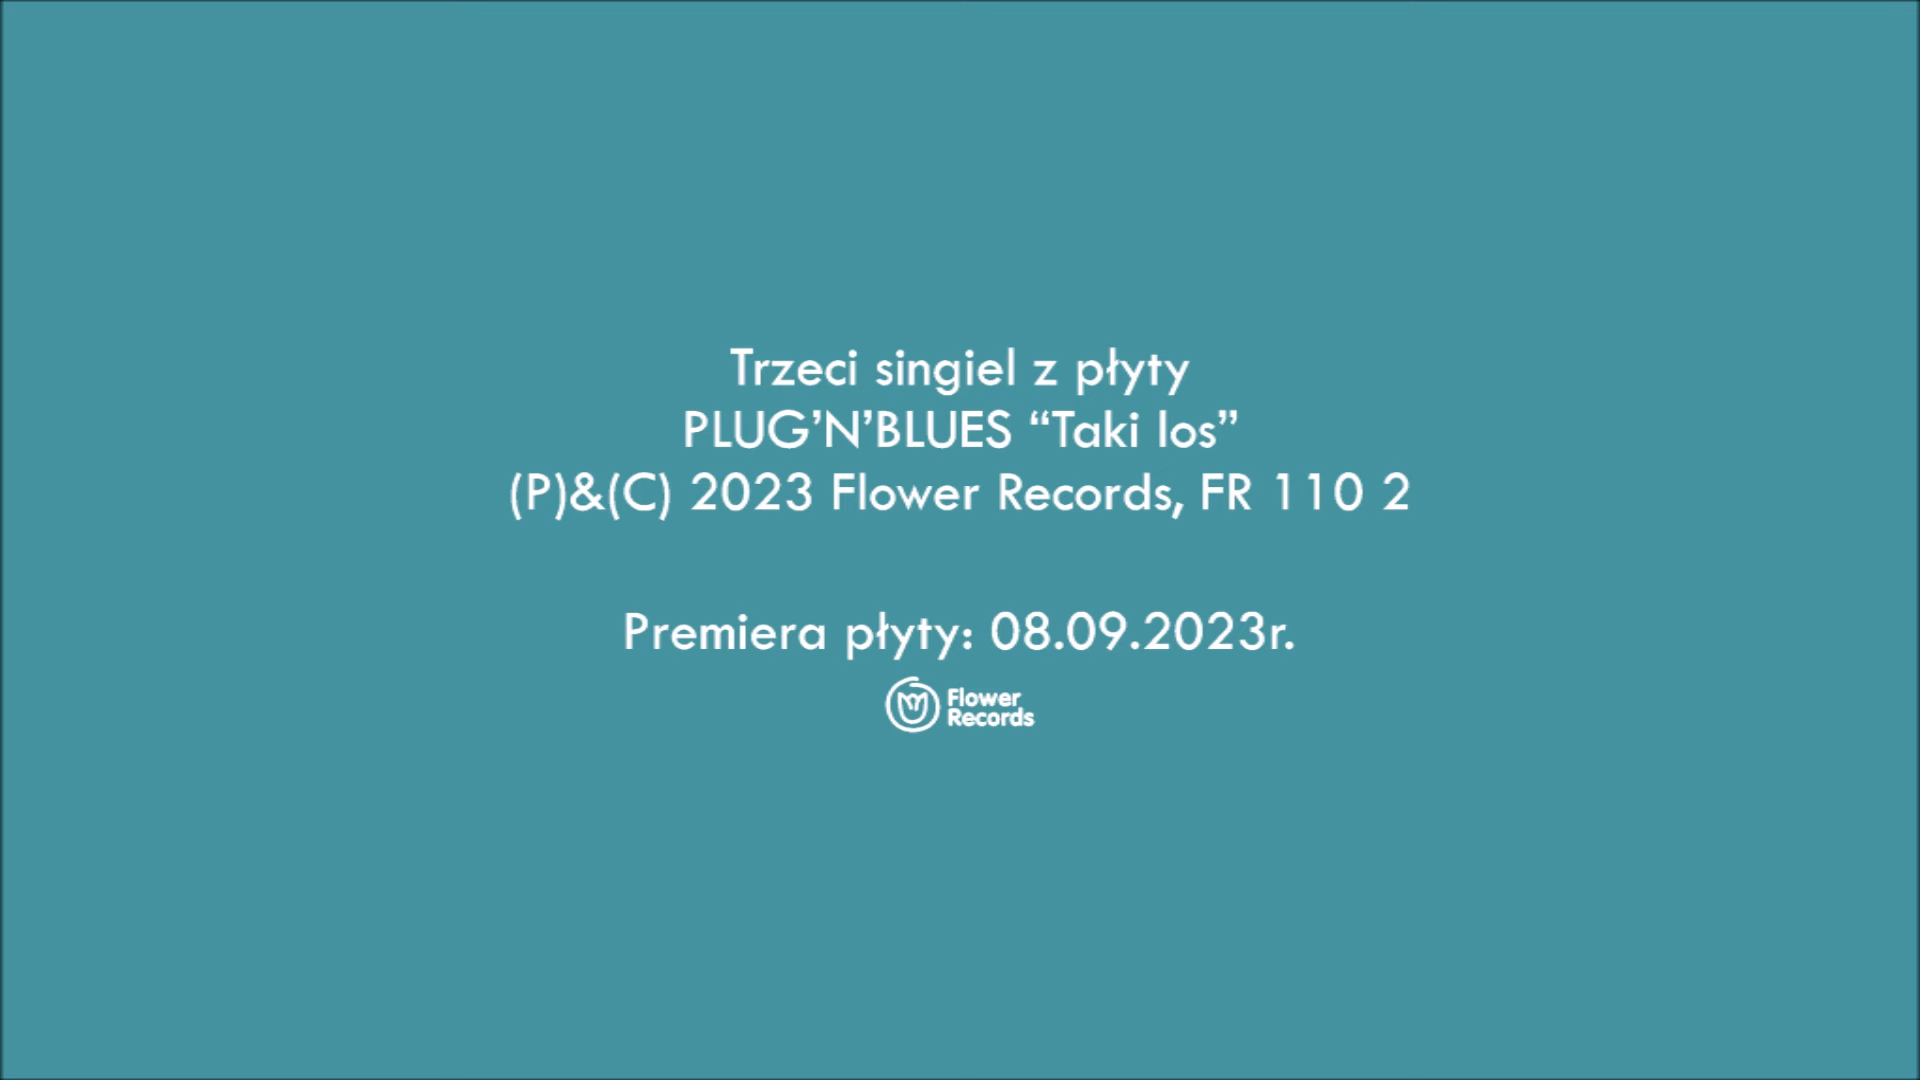 Trzeci singiel z płyty
PLUG’N’BLUES “Taki los”
(P)&(C) 2023 Flower Records, FR 110 2
Premiera płyty: 08.09.2023r.
Flower
Records